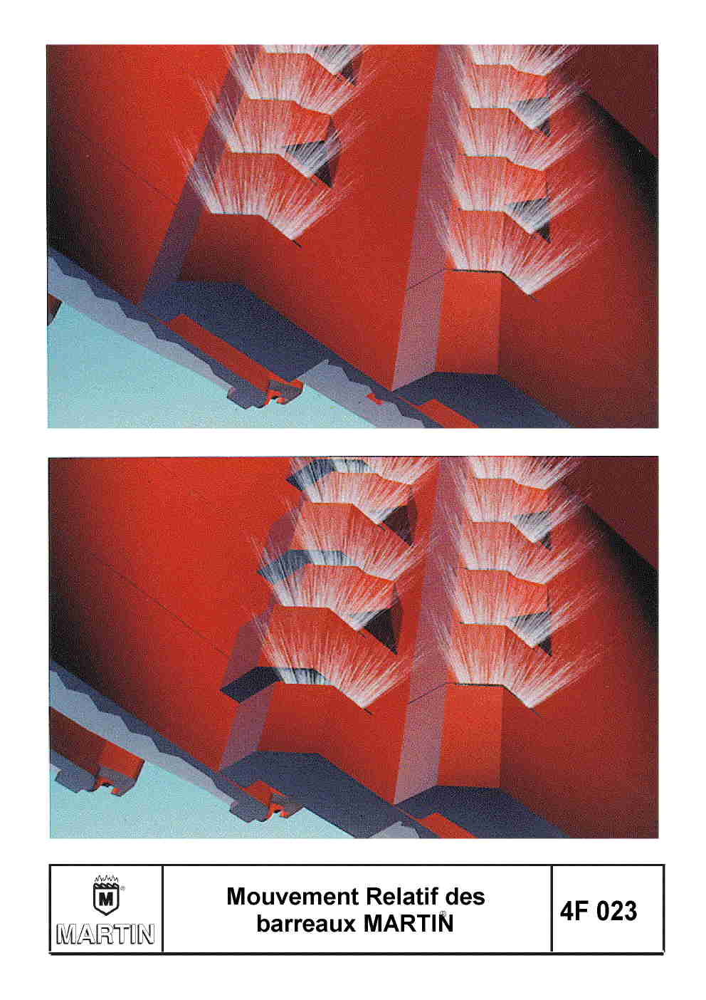 M ®
MARTIN
Mouvement Relatif des
barreaux MARTIN®
4F 023